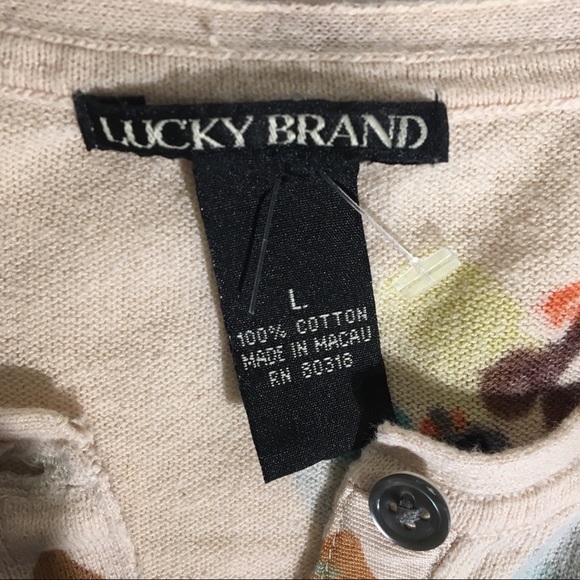 LUCKY BRAND
L.
100% COTTON
MADE IN MACAU
RN 80318